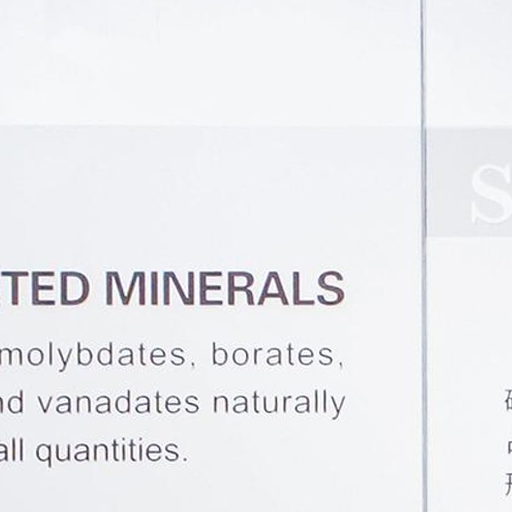 TED MINERALS
molybdates, borates,
nd vanadates naturally
all quantities.
S